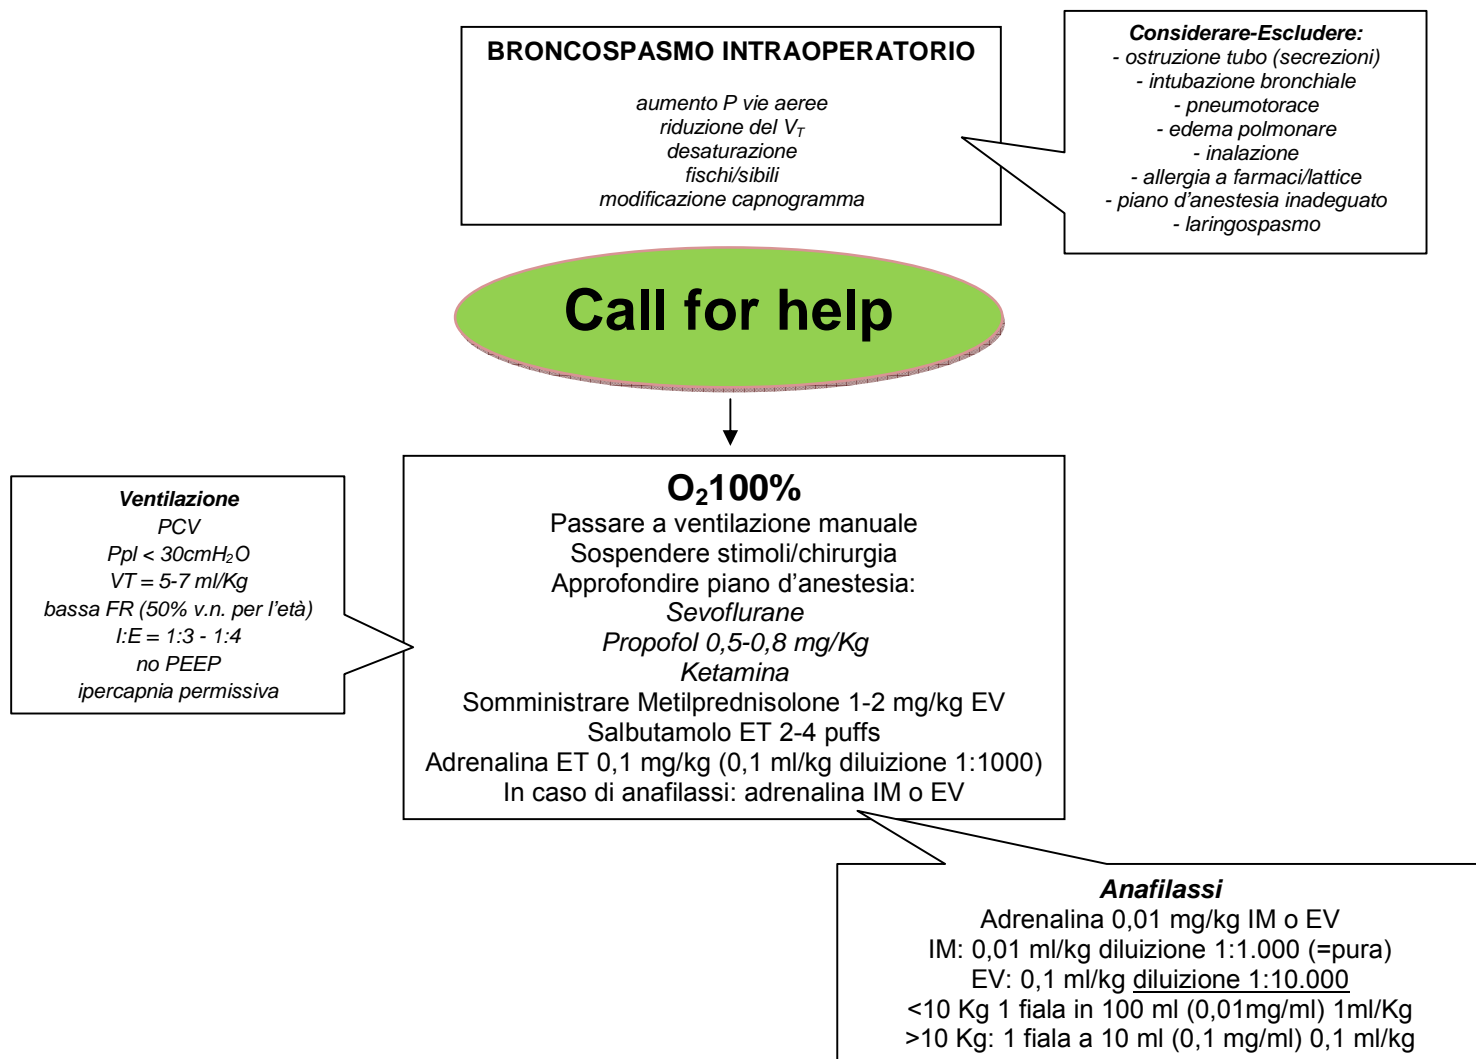 BRONCOSPASMO INTRAOPERATORIO
aumento P vie aeree
riduzione del V_T
desaturazione
fischi/sibili
modificazione capnogramma
Considerare-Escludere:
- ostruzione tubo (secrezioni)
- intubazione bronchiale
- pneumotorace
- edema polmonare
- inalazione
- allergia a farmaci/lattice
- piano d'anestesia inadeguato
- laringospasmo
Call for help
Ventilazione
PCV
Ppl < 30cmH₂O
VT = 5-7 ml/Kg
bassa FR (50% v.n. per l'età)
I:E = 1:3 - 1:4
no PEEP
ipercapnia permissiva
O₂100%
Passare a ventilazione manuale
Sospendere stimoli/chirurgia
Approfondire piano d'anestesia:
Sevoflurane
Propofol 0,5-0,8 mg/Kg
Ketamina
Somministrare Metilprednisolone 1-2 mg/kg EV
Salbutamolo ET 2-4 puffs
Adrenalina ET 0,1 mg/kg (0,1 ml/kg diluizione 1:1000)
In caso di anafilassi: adrenalina IM o EV
Anafilassi
Adrenalina 0,01 mg/kg IM o EV
IM: 0,01 ml/kg diluizione 1:1.000 (=pura)
EV: 0,1 ml/kg diluizione 1:10.000
<10 Kg 1 fiala in 100 ml (0,01mg/ml) 1ml/Kg
>10 Kg: 1 fiala a 10 ml (0,1 mg/ml) 0,1 ml/kg